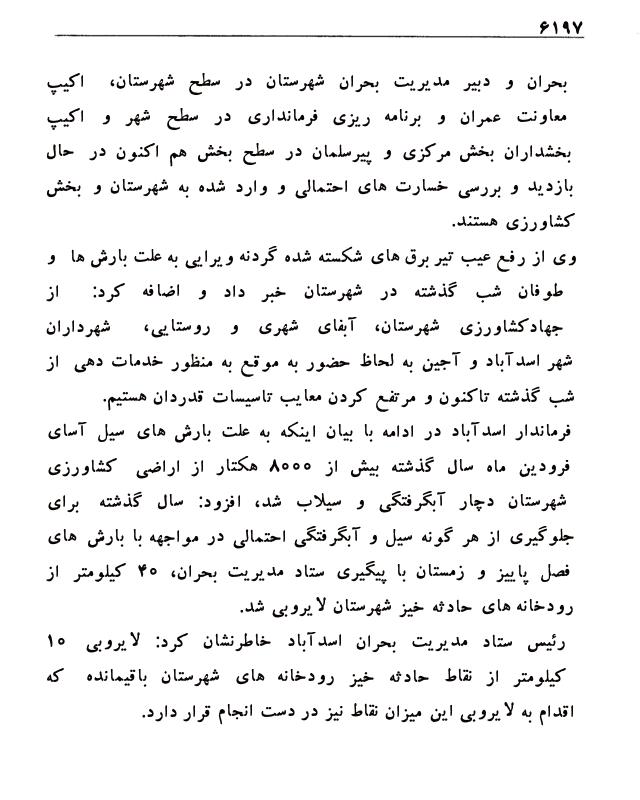 ۶۱۹۷
بحران و دبیر مدیریت بحران شهرستان در سطح شهرستان، اکیپ
معاونت عمران و برنامه ریزی فرمانداری در سطح شهر و اکیپ
بخشداران بخش مرکزی و پیرسلمان در سطح بخش هم اکنون در حال
بازدید و بررسی خسارت های احتمالی و وارد شده به شهرستان و بخش
کشاورزی هستند.
وی از رفع عیب تیر برق های شکسته شده گردنه ویرایی به علت بارش ها و
طوفان شب گذشته در شهرستان خبر داد و اضافه کرد: از
جهادکشاورزی شهرستان، آبفای شهری و روستایی، شهرداران
شهر اسدآباد و آجین به لحاظ حضور به موقع به منظور خدمات دهی از
شب گذشته تاکنون و مرتفع کردن معایب تاسیسات قدردان هستیم.
فرماندار اسدآباد در ادامه با بیان اینکه به علت بارش های سیل آسای
فرودین ماه سال گذشته بیش از ۸۰۰۰ هکتار از اراضی کشاورزی
شهرستان دچار آبگرفتگی و سیلاب شد، افزود: سال گذشته برای
جلوگیری از هر گونه سیل و آبگرفتگی احتمالی در مواجهه با بارش های
فصل پاییز و زمستان با پیگیری ستاد مدیریت بحران، ۴۰ کیلومتر از
رودخانه های حادثه خیز شهرستان لایروبی شد.
رئیس ستاد مدیریت بحران اسدآباد خاطرنشان کرد: لایروبی ۱۰
کیلومتر از نقاط حادثه خیز رودخانه های شهرستان باقیمانده که
اقدام به لایروبی این میزان نقاط نیز در دست انجام قرار دارد.